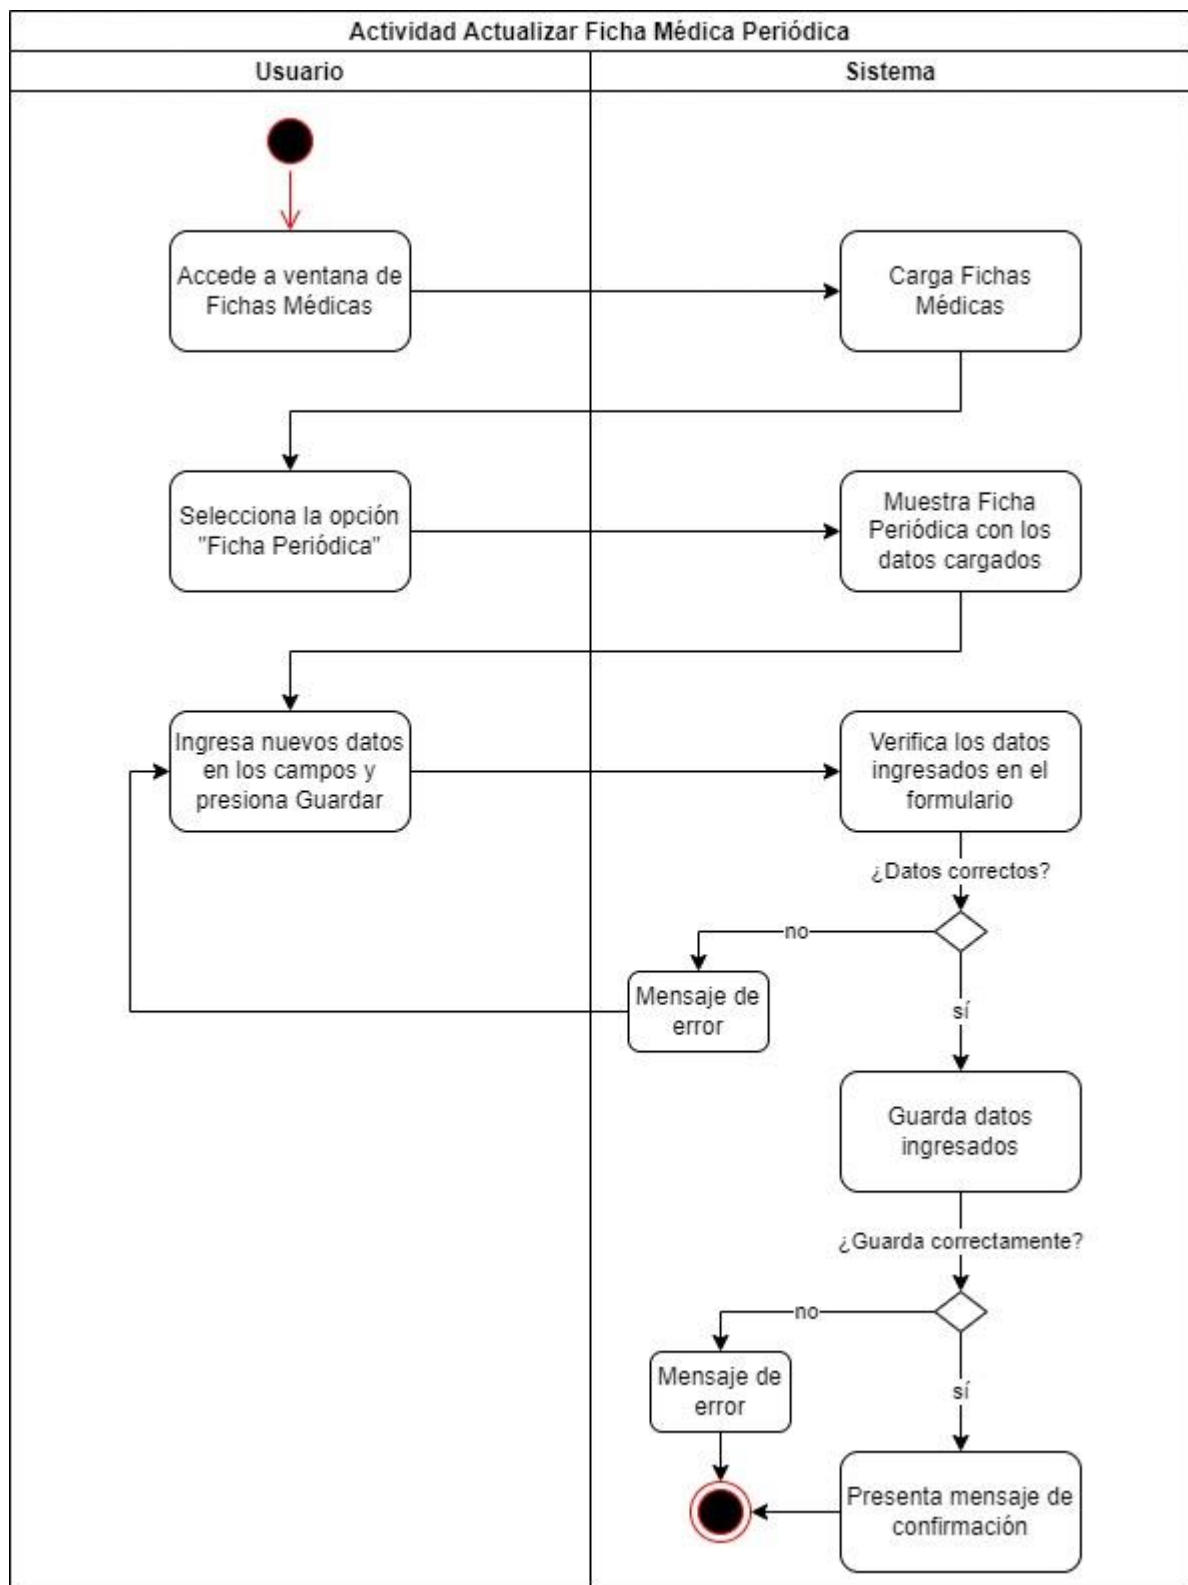 Actividad Actualizar Ficha Médica Periódica
Usuario
Sistema
Accede a ventana de
Fichas Médicas
Carga Fichas
Médicas
Selecciona la opción
"Ficha Periódica"
Muestra Ficha
Periódica con los
datos cargados
Ingresa nuevos datos
en los campos y
presiona Guardar
Verifica los datos
ingresados en el
formulario
¿Datos correctos?
no
Mensaje de
error
sí
Guarda datos
ingresados
¿Guarda correctamente?
no
Mensaje de
error
sí
Presenta mensaje de
confirmación